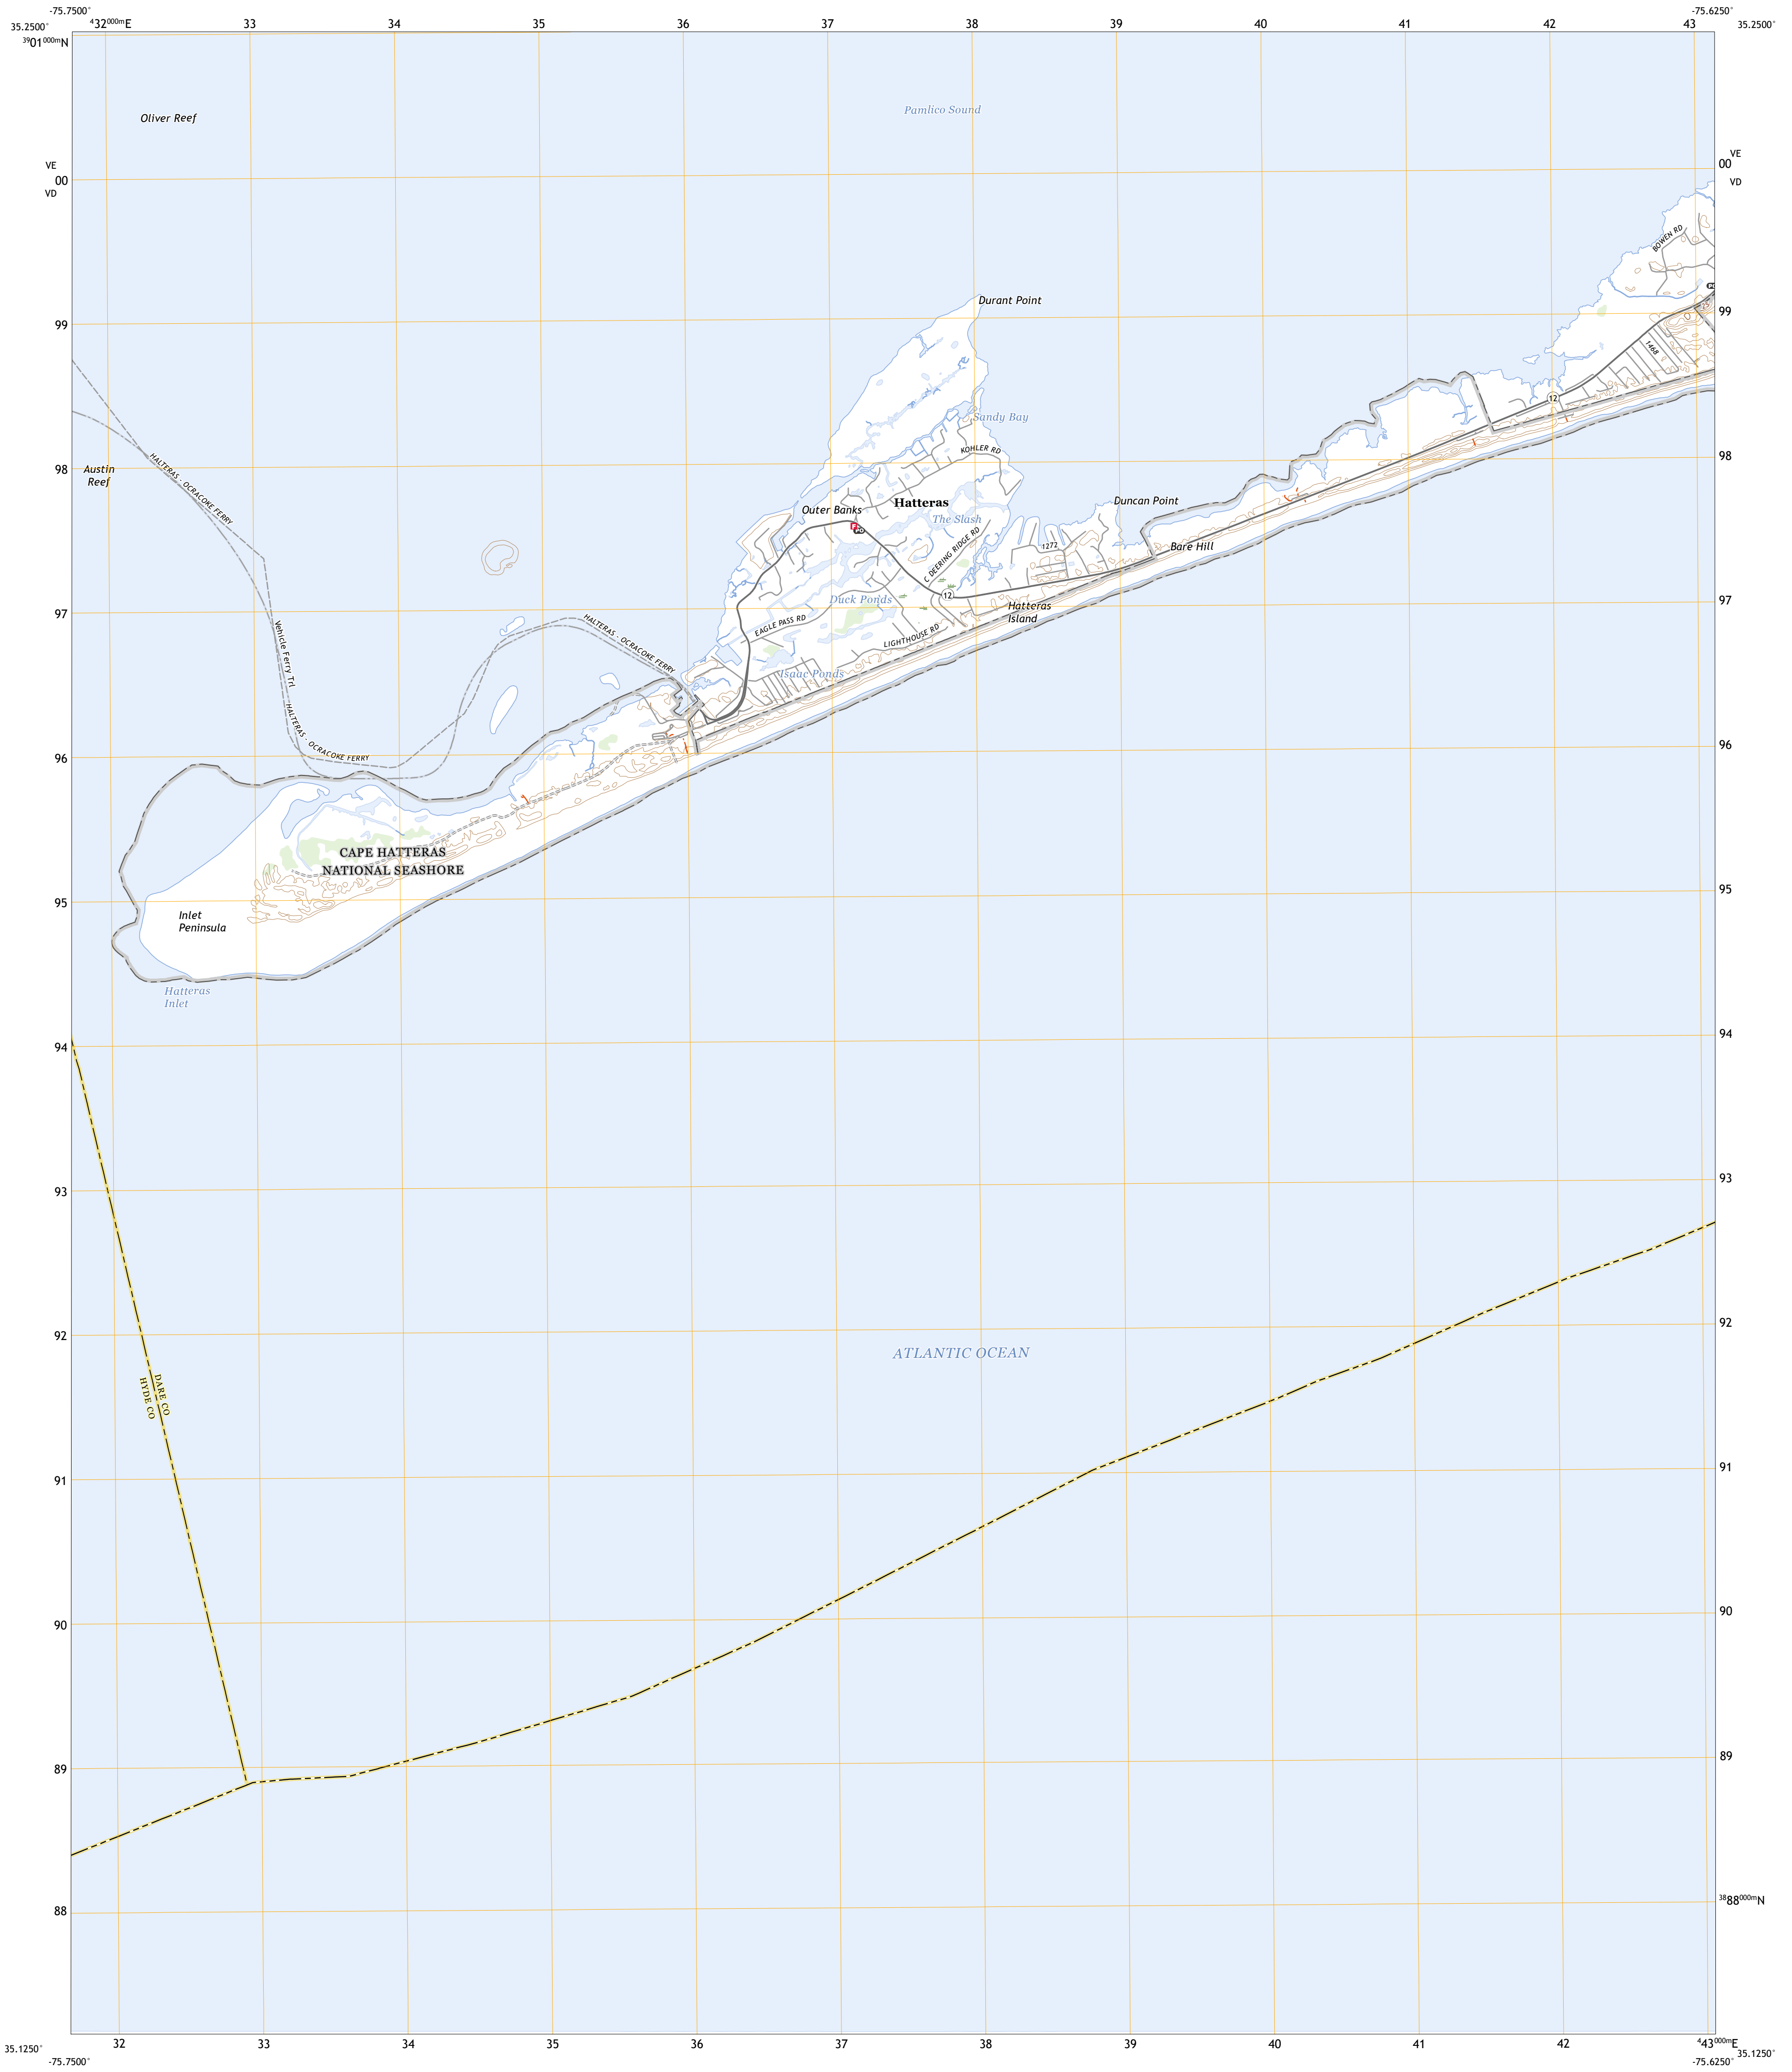 -75.7500°
-75.6250°
35.2500°
⁴32⁰⁰⁰ᵐE 33 34 35 36 37 38 39 40 41 42 43
35.2500°
³⁹01⁰⁰⁰ᵐN
Pamlico Sound
Oliver Reef
VE
00
VD
VE
00
VD
BOWEN RD
Durant Point
99
99
25
1468
12
Sandy Bay
KOHLER RD
98
98
Austin
Reef
HALTERAS - OCRACOKE FERRY
Hatteras
Duncan Point
Outer Banks
The Slash
PO
1272
Bare Hill
C DEERING RIDGE RD
12
Duck Ponds
Hatteras
Island
97
97
EAGLE PASS RD
HALTERAS - OCRACOKE FERRY
LIGHTHOUSE RD
Vehicle Ferry Trl
Isaac Ponds
HALTERAS - OCRACOKE FERRY
96
96
CAPE HATTERAS
NATIONAL SEASHORE
95
95
Inlet
Peninsula
Hatteras
Inlet
94
94
93
93
92
92
ATLANTIC OCEAN
DARE CO
HYDE CO
91
91
90
90
89
89
88
³⁸88⁰⁰⁰ᵐN
32 33 34 35 36 37 38 39 40 41 42 ⁴43⁰⁰⁰ᵐE
35.1250°
35.1250°
-75.7500°
-75.6250°